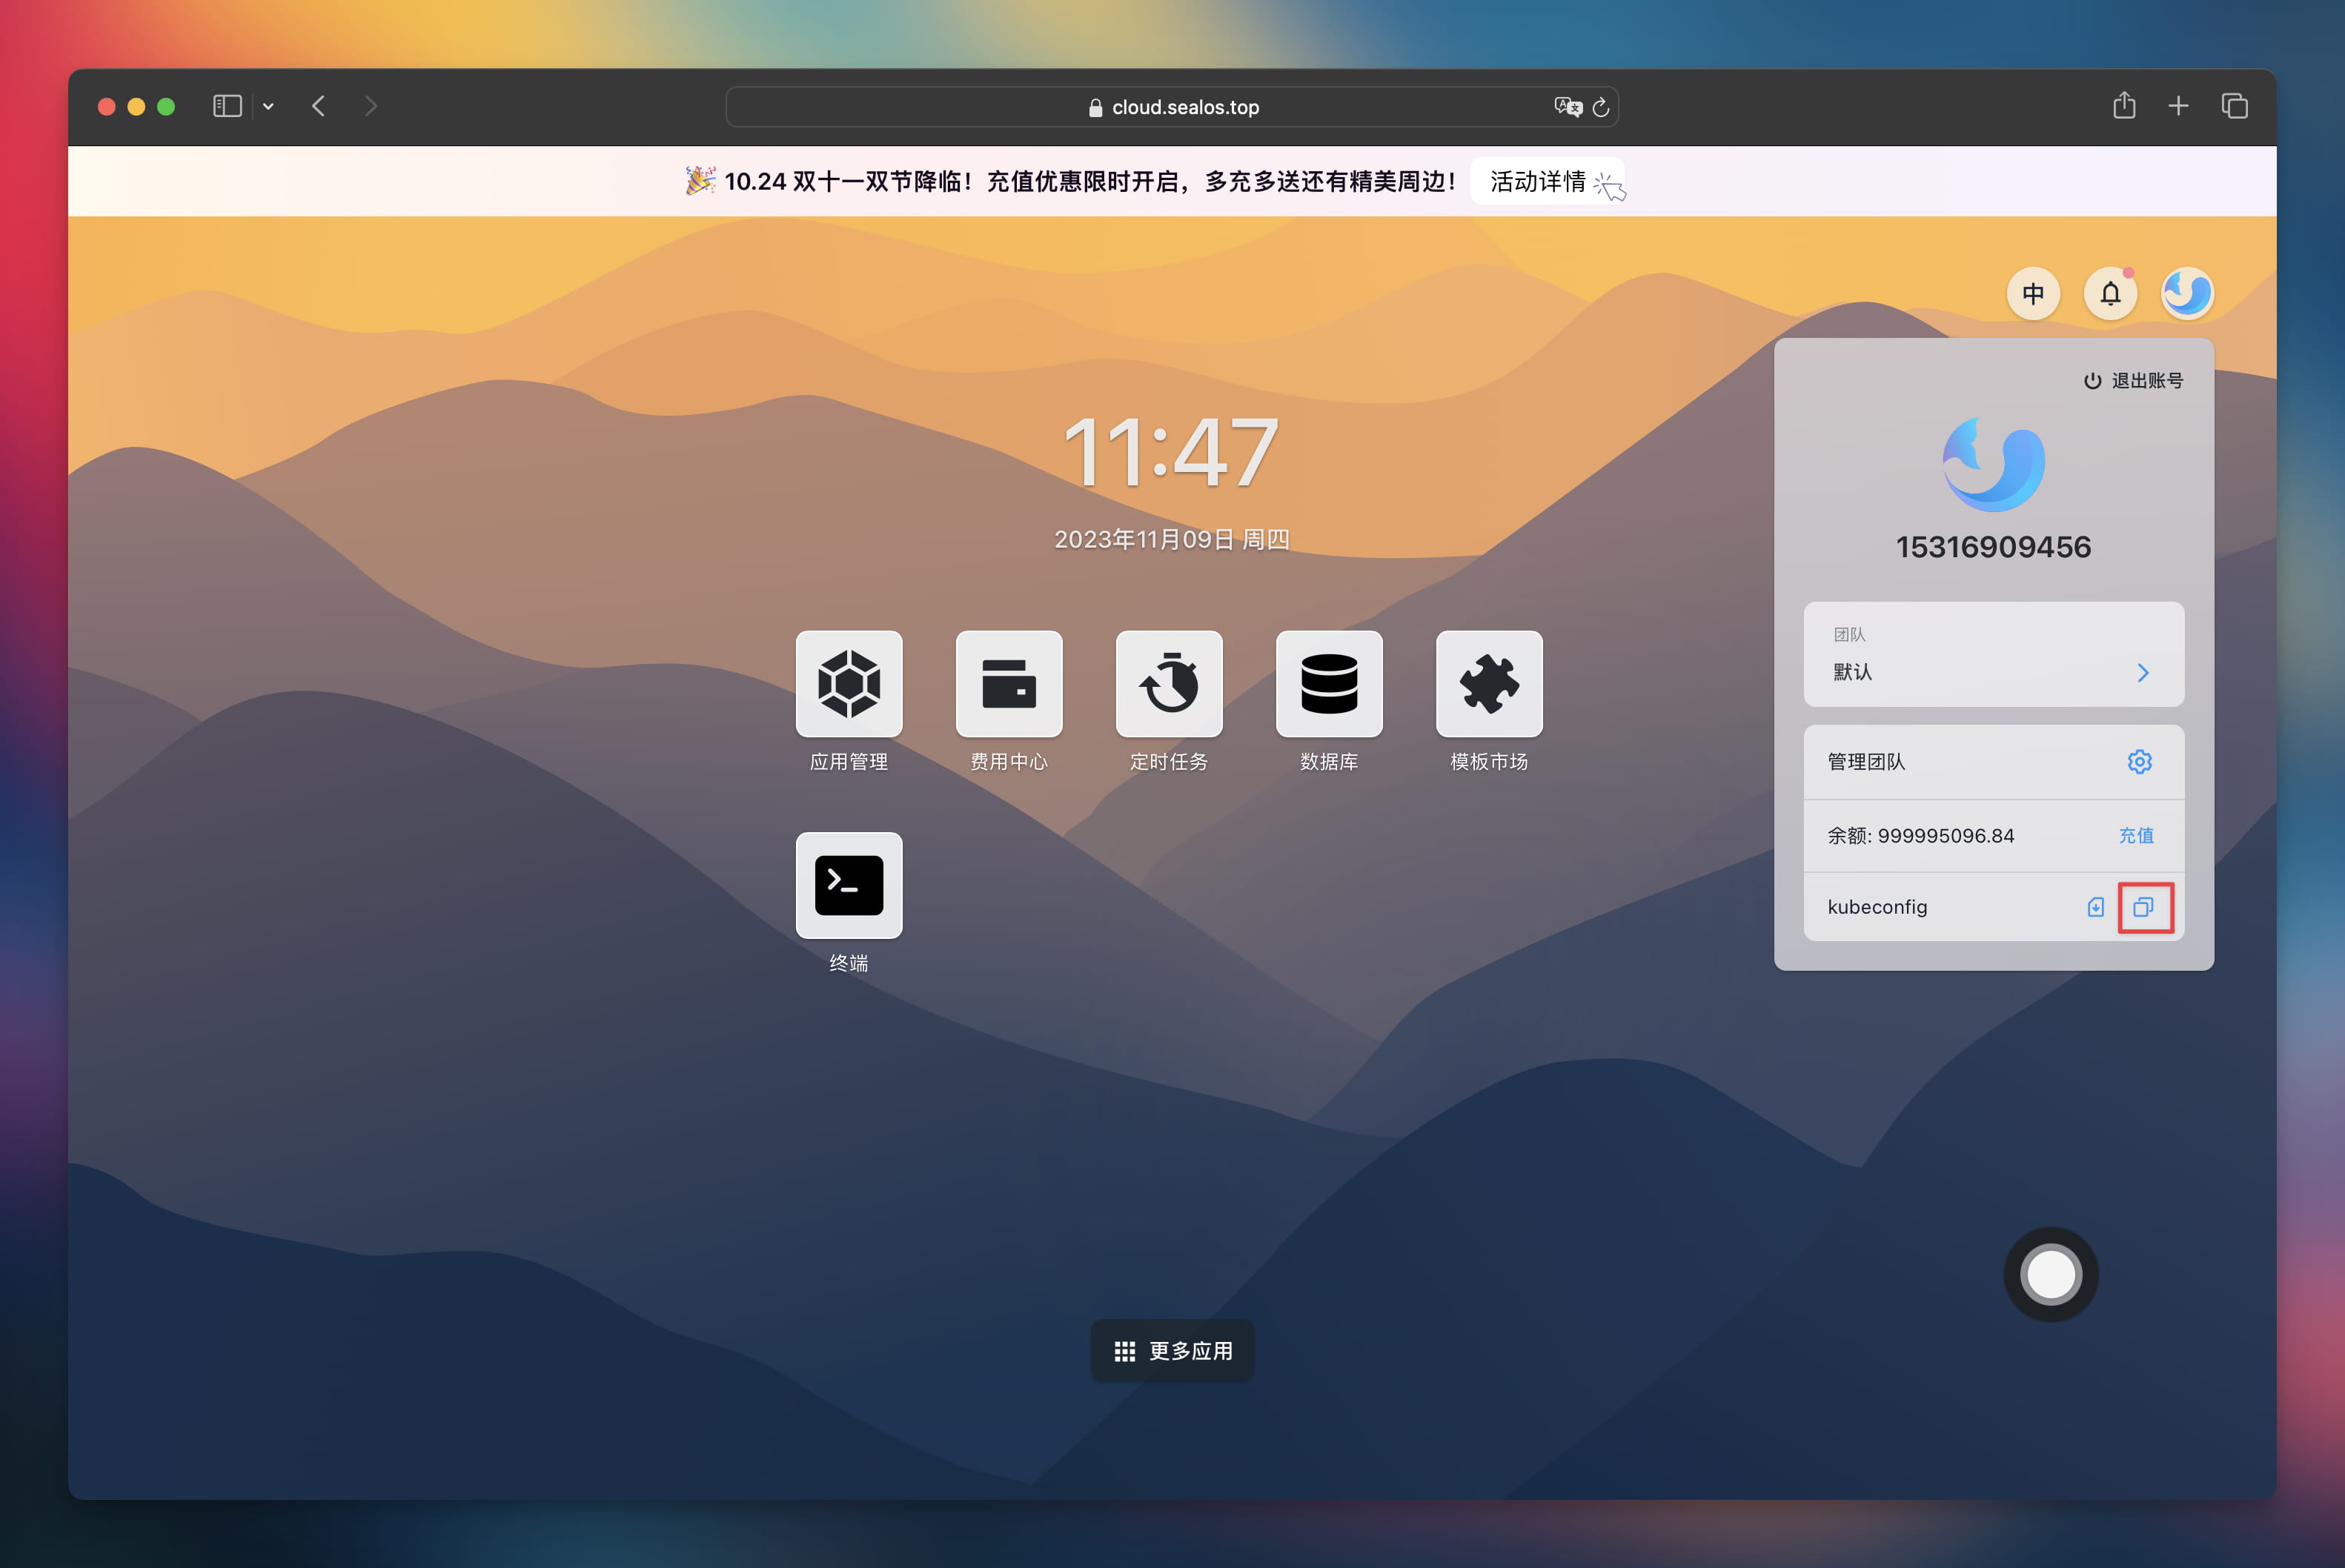 cloud.sealos.top
🎉 10.24 双十一双节降临！充值优惠限时开启，多充多送还有精美周边！ 活动详情
中
退出账号
11:47
2023年11月09日 周四
15316909456
团队
默认
应用管理 费用中心 定时任务 数据库 模板市场
管理团队
余额: 999995096.84 充值
kubeconfig
终端
更多应用